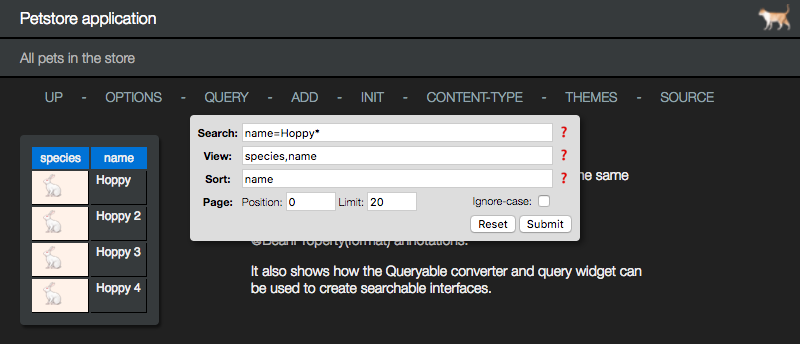 Petstore application
All pets in the store
UP - OPTIONS - QUERY - ADD - INIT - CONTENT-TYPE - THEMES - SOURCE
Search: name=Hoppy* ?
View: species,name ?
Sort: name ?
Page: Position: 0 Limit: 20 Ignore-case:
Reset Submit
species name
Hoppy
Hoppy 2
Hoppy 3
Hoppy 4
same
annotations.
It also shows how the Queryable converter and query widget can
be used to create searchable interfaces.